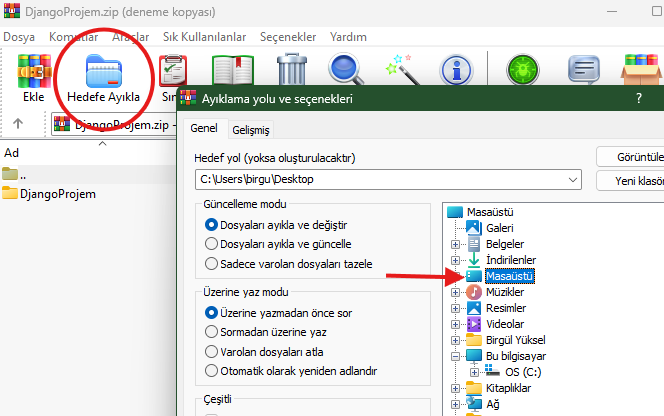 DjangoProjem.zip (deneme kopyası)
Dosya Komutlar Araçlar Sık Kullanılanlar Seçenekler Yardım
Ekle Hedefe Ayıkla
DjangoProjem.zip
Ad
..
DjangoProjem
Ayıklama yolu ve seçenekleri ?
Genel Gelişmiş
Hedef yol (yoksa oluşturulacaktır)
C:\Users\birgu\Desktop
Görüntüle
Yeni klasö
Güncelleme modu
Dosyaları ayıkla ve değiştir
Dosyaları ayıkla ve güncelle
Sadece varolan dosyaları tazele
Üzerine yaz modu
Üzerine yazmadan önce sor
Sormadan üzerine yaz
Varolan dosyaları atla
Otomatik olarak yeniden adlandır
Çeşitli
Masaüstü
Galeri
Belgeler
İndirilenler
Masaüstü
Müzikler
Resimler
Videolar
Birgül Yüksel
Bu bilgisayar
OS (C:)
Kitaplıklar
Ağ